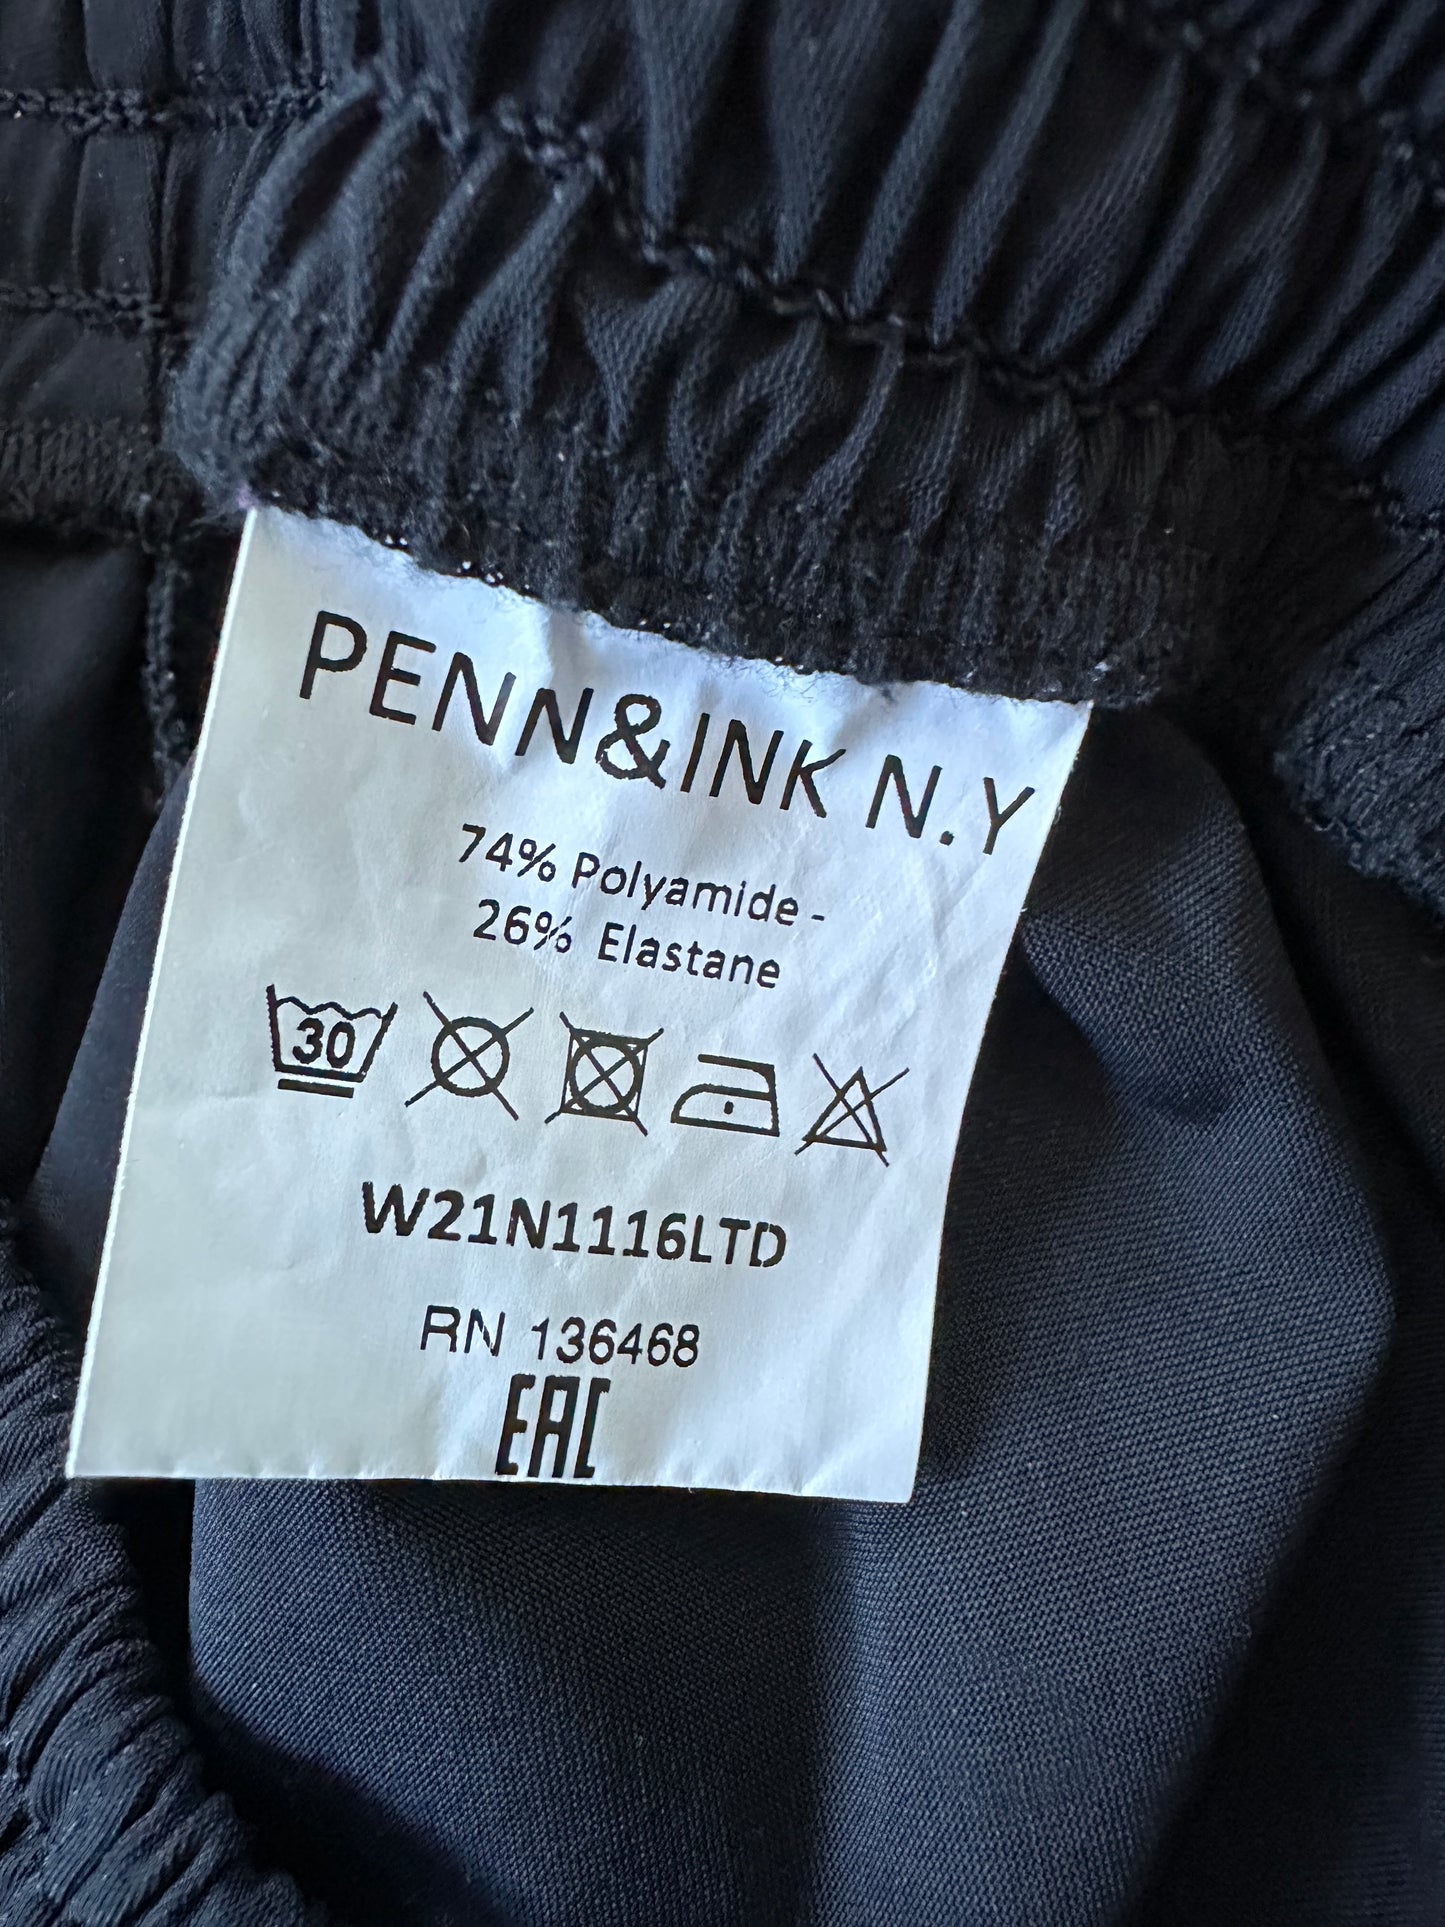 PENN&INK N.Y
74% Polyamide -
26% Elastane
30
W21N1116LTD
RN 136468
EAC